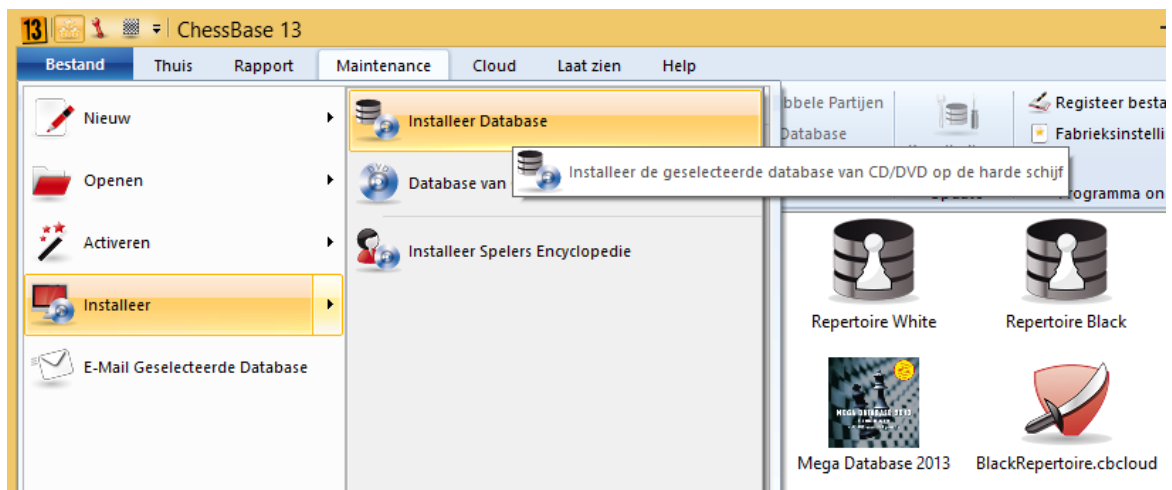 13 ChessBase 13
Bestand Thuis Rapport Maintenance Cloud Laat zien Help
Nieuw
Openen
Activeren
Installeer
E-Mail Geselecteerde Database
Installeer Database
Database van
Installeer Spelers Encyclopedie
Installeer de geselecteerde database van CD/DVD op de harde schijf
bbele Partijen
Database
Registeer besta
Fabrieksinstelli
Programma on
Repertoire White
Repertoire Black
Mega Database 2013
BlackRepertoire.cbcloud